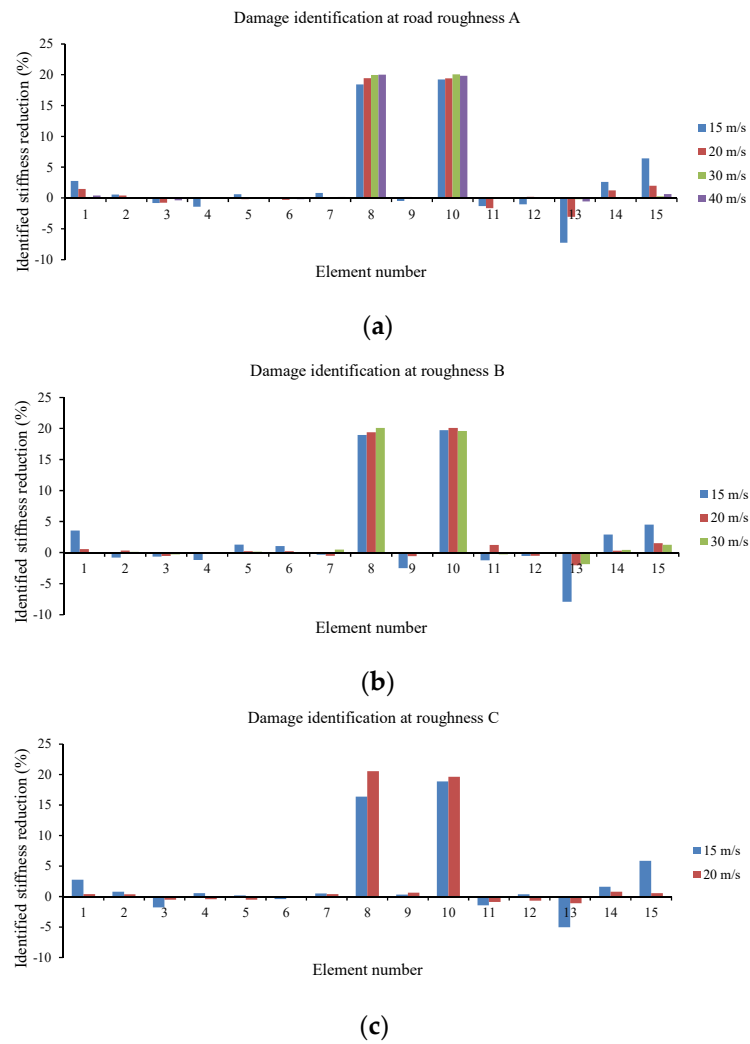 Damage identification at road roughness A
Identified stiffness reduction (%)
25
20
15
10
5
0
-5
-10
1 2 3 4 5 6 7 8 9 10 11 12 13 14 15
Element number
15 m/s
20 m/s
30 m/s
40 m/s
(a)
Damage identification at roughness B
Identified stiffness reduction (%)
25
20
15
10
5
0
-5
-10
1 2 3 4 5 6 7 8 9 10 11 12 13 14 15
Element number
15 m/s
20 m/s
30 m/s
(b)
Damage identification at roughness C
Identified stiffness reduction (%)
25
20
15
10
5
0
-5
-10
1 2 3 4 5 6 7 8 9 10 11 12 13 14 15
Element number
15 m/s
20 m/s
(c)